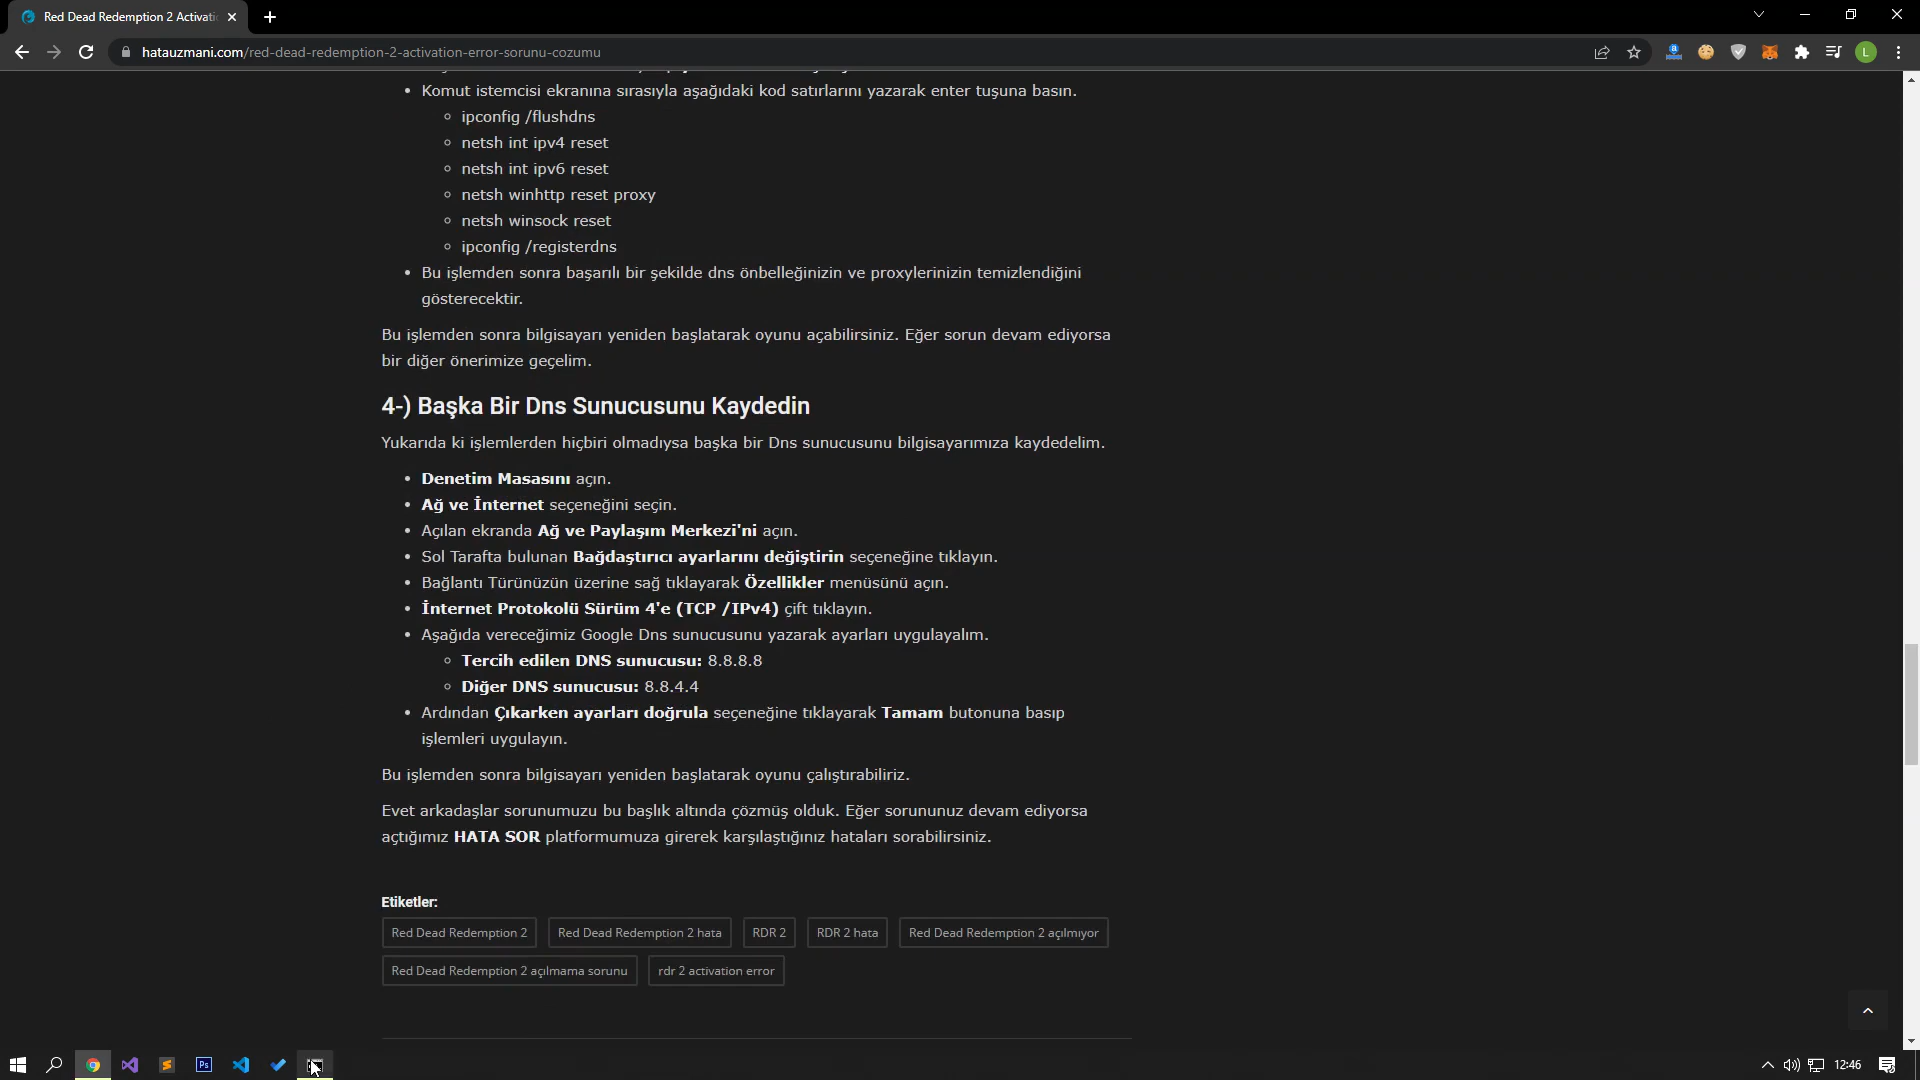 Red Dead Redemption 2 Activati
hatauzmani.com/red-dead-redemption-2-activation-error-sorunu-cozumu
L
Komut istemcisi ekranına sırasıyla aşağıdaki kod satırlarını yazarak enter tuşuna basın.
ipconfig /flushdns
netsh int ipv4 reset
netsh int ipv6 reset
netsh winhttp reset proxy
netsh winsock reset
ipconfig /registerdns
Bu işlemden sonra başarılı bir şekilde dns önbelleğinizin ve proxylerinizin temizlendiğini
gösterecektir.
Bu işlemden sonra bilgisayarı yeniden başlatarak oyunu açabilirsiniz. Eğer sorun devam ediyorsa
bir diğer önerimize geçelim.
4-) Başka Bir Dns Sunucusunu Kaydedin
Yukarıda ki işlemlerden hiçbiri olmadıysa başka bir Dns sunucusunu bilgisayarımıza kaydedelim.
Denetim Masasını açın.
Ağ ve İnternet seçeneğini seçin.
Açılan ekranda Ağ ve Paylaşım Merkezi'ni açın.
Sol Tarafta bulunan Bağdaştırıcı ayarlarını değiştirin seçeneğine tıklayın.
Bağlantı Türünüzün üzerine sağ tıklayarak Özellikler menüsünü açın.
İnternet Protokolü Sürüm 4'e (TCP /IPv4) çift tıklayın.
Aşağıda vereceğimiz Google Dns sunucusunu yazarak ayarları uygulayalım.
Tercih edilen DNS sunucusu: 8.8.8.8
Diğer DNS sunucusu: 8.8.4.4
Ardından Çıkarken ayarları doğrula seçeneğine tıklayarak Tamam butonuna basıp
işlemleri uygulayın.
Bu işlemden sonra bilgisayarı yeniden başlatarak oyunu çalıştırabiliriz.
Evet arkadaşlar sorunumuzu bu başlık altında çözmüş olduk. Eğer sorununuz devam ediyorsa
açtığımız HATA SOR platformumuza girerek karşılaştığınız hataları sorabilirsiniz.
Etiketler:
Red Dead Redemption 2
Red Dead Redemption 2 hata
RDR 2
RDR 2 hata
Red Dead Redemption 2 açılmıyor
Red Dead Redemption 2 açılmama sorunu
rdr 2 activation error
Ps
12:46